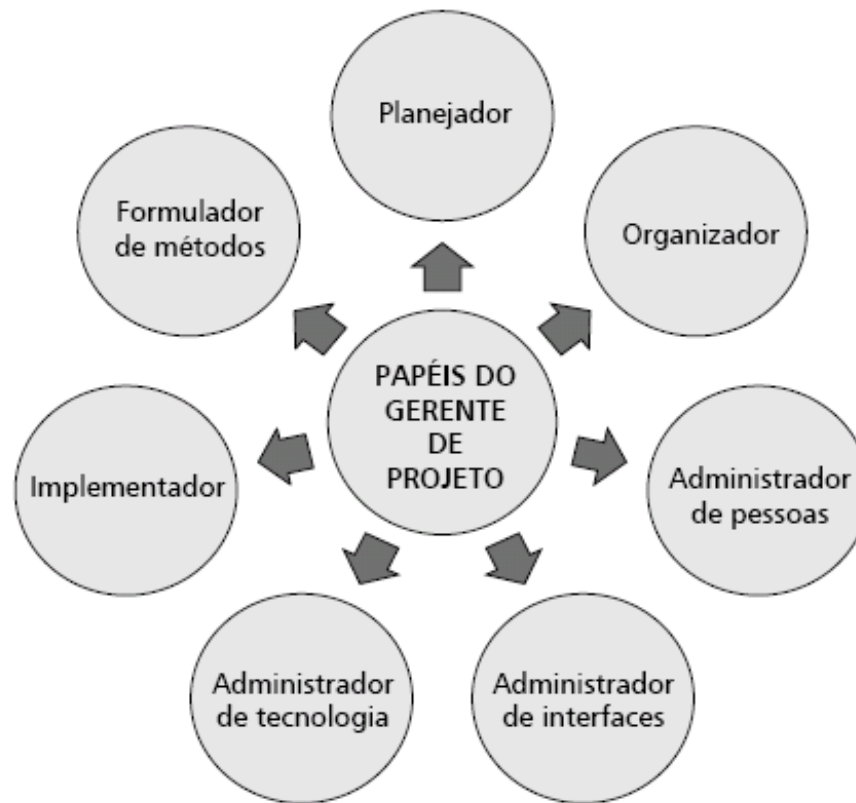 Planejador
Formulador
de métodos
Organizador
PAPÉIS DO
GERENTE
DE
PROJETO
Implementador
Administrador
de pessoas
Administrador
de tecnologia
Administrador
de interfaces